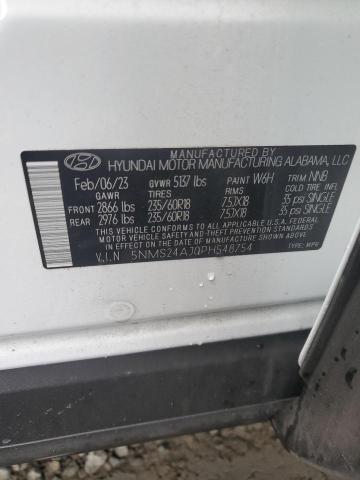 MANUFACTURED BY
HYUNDAI MOTOR MANUFACTURING ALABAMA, LLC
Feb/06/23 GVWR 5137 lbs PAINT W6H TRIM NNB
GAWR TIRES RIMS COLD TIRE INFL
FRONT 2866 lbs 235/60R18 7.5JX18 35 psi SINGLE
REAR 2976 lbs 235/60R18 7.5JX18 35 psi SINGLE
THIS VEHICLE CONFORMS TO ALL APPLICABLE U.S.A. FEDERAL
MOTOR VEHICLE SAFETY, BUMPER, AND THEFT PREVENTION
STANDARDS IN EFFECT ON THE DATE OF MANUFACTURE SHOWN ABOVE.
V.I.N 5NMS24AJ0PH548754 TYPE: MPV